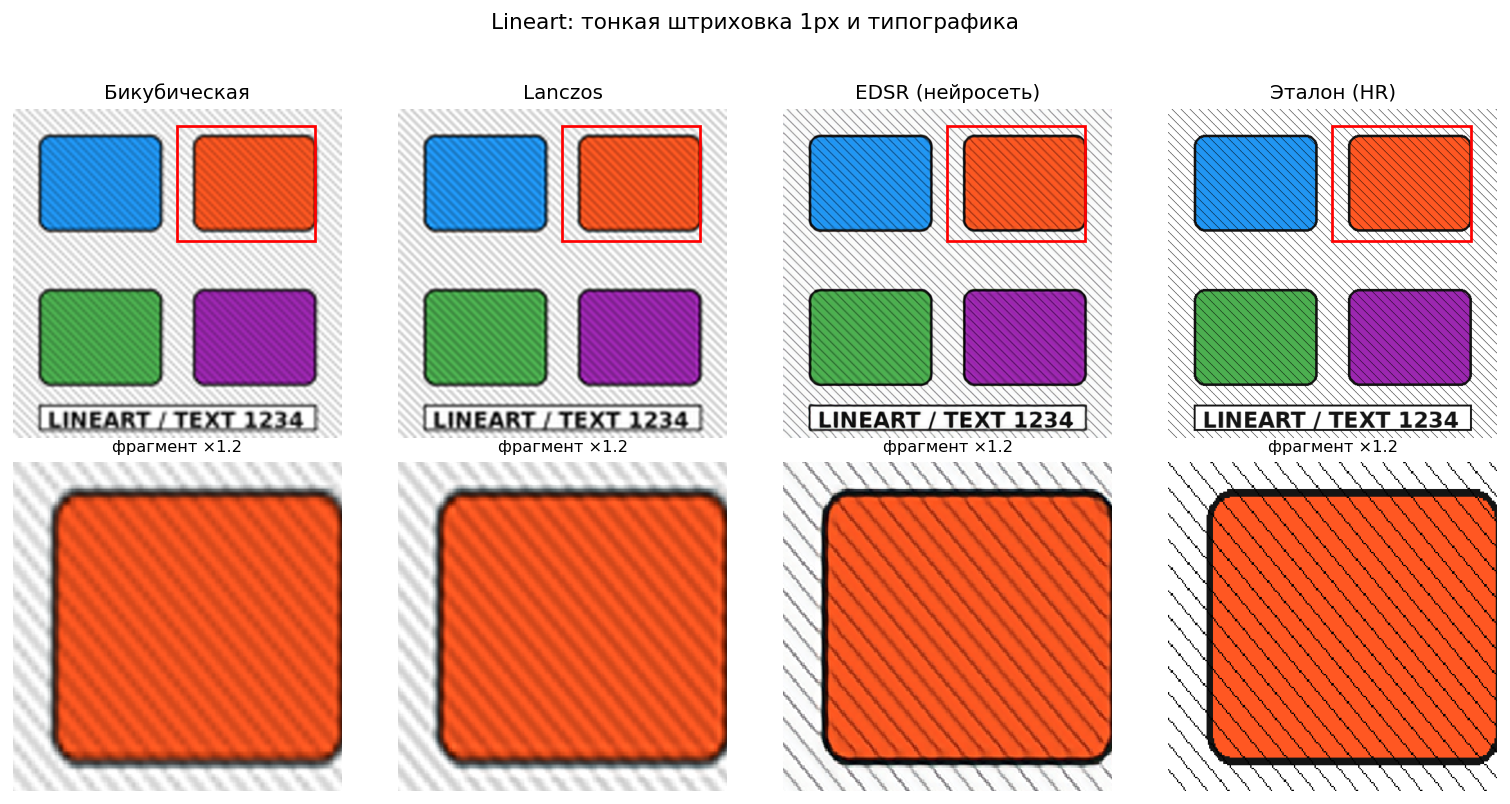 Lineart: тонкая штриховка 1px и типографика
Бикубическая
Lanczos
EDSR (нейросеть)
Эталон (HR)
LINEART / TEXT 1234
LINEART / TEXT 1234
LINEART / TEXT 1234
LINEART / TEXT 1234
фрагмент ×1.2
фрагмент ×1.2
фрагмент ×1.2
фрагмент ×1.2